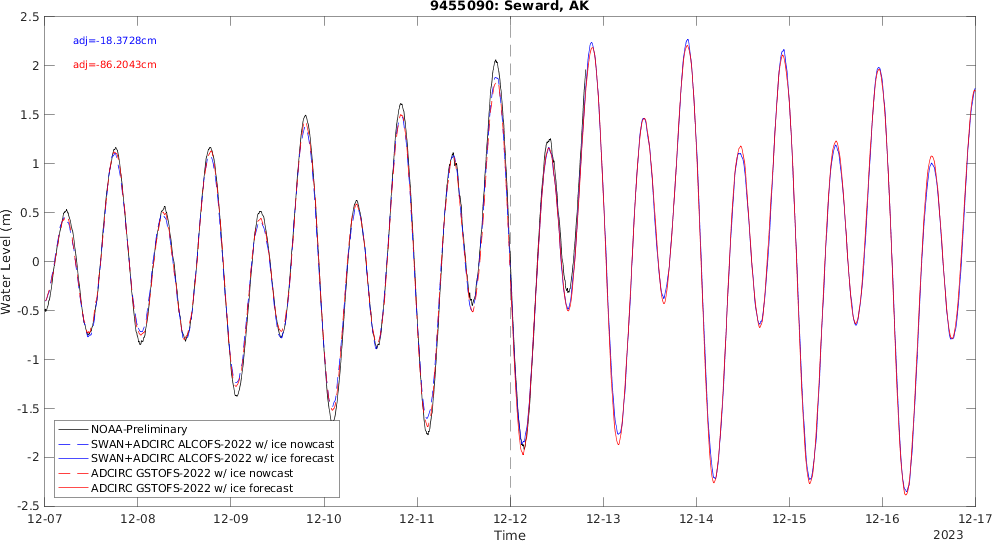 9455090: Seward, AK
adj=-18.3728cm
adj=-86.2043cm
2.5
2
1.5
1
0.5
0
-0.5
-1
-1.5
-2
-2.5
Water Level (m)
NOAA-Preliminary
SWAN+ADCIRC ALCOFS-2022 w/ ice nowcast
SWAN+ADCIRC ALCOFS-2022 w/ ice forecast
ADCIRC GSTOFS-2022 w/ ice nowcast
ADCIRC GSTOFS-2022 w/ ice forecast
12-07 12-08 12-09 12-10 12-11 12-12 12-13 12-14 12-15 12-16 12-17
Time
2023